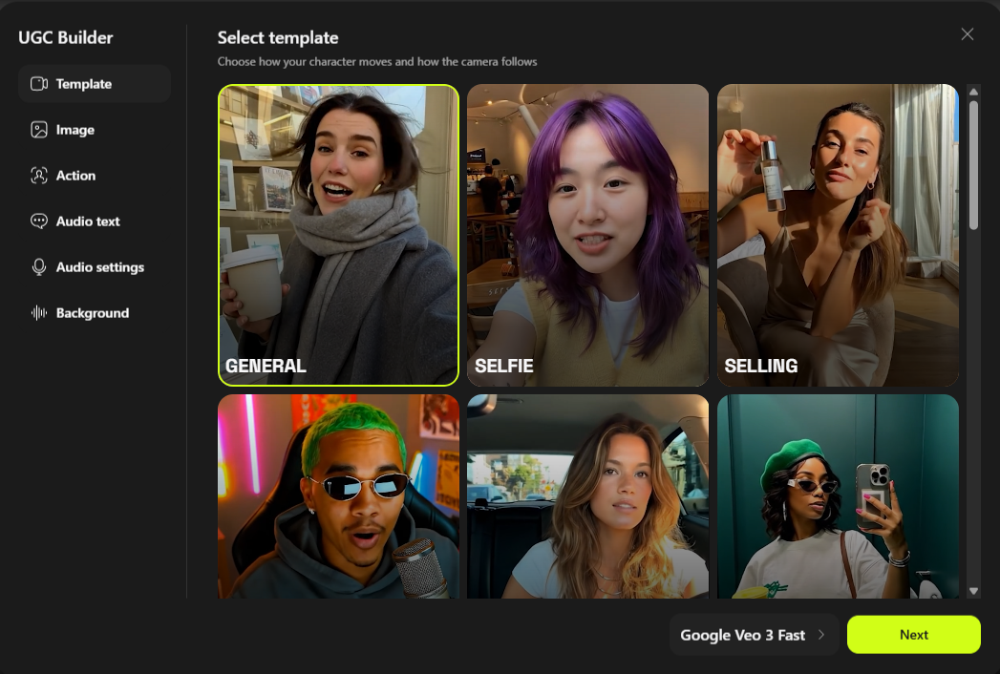 UGC Builder
Template
Image
Action
Audio text
Audio settings
Background
Select template
Choose how your character moves and how the camera follows
GENERAL
SELFIE
SELLING
Google Veo 3 Fast
Next